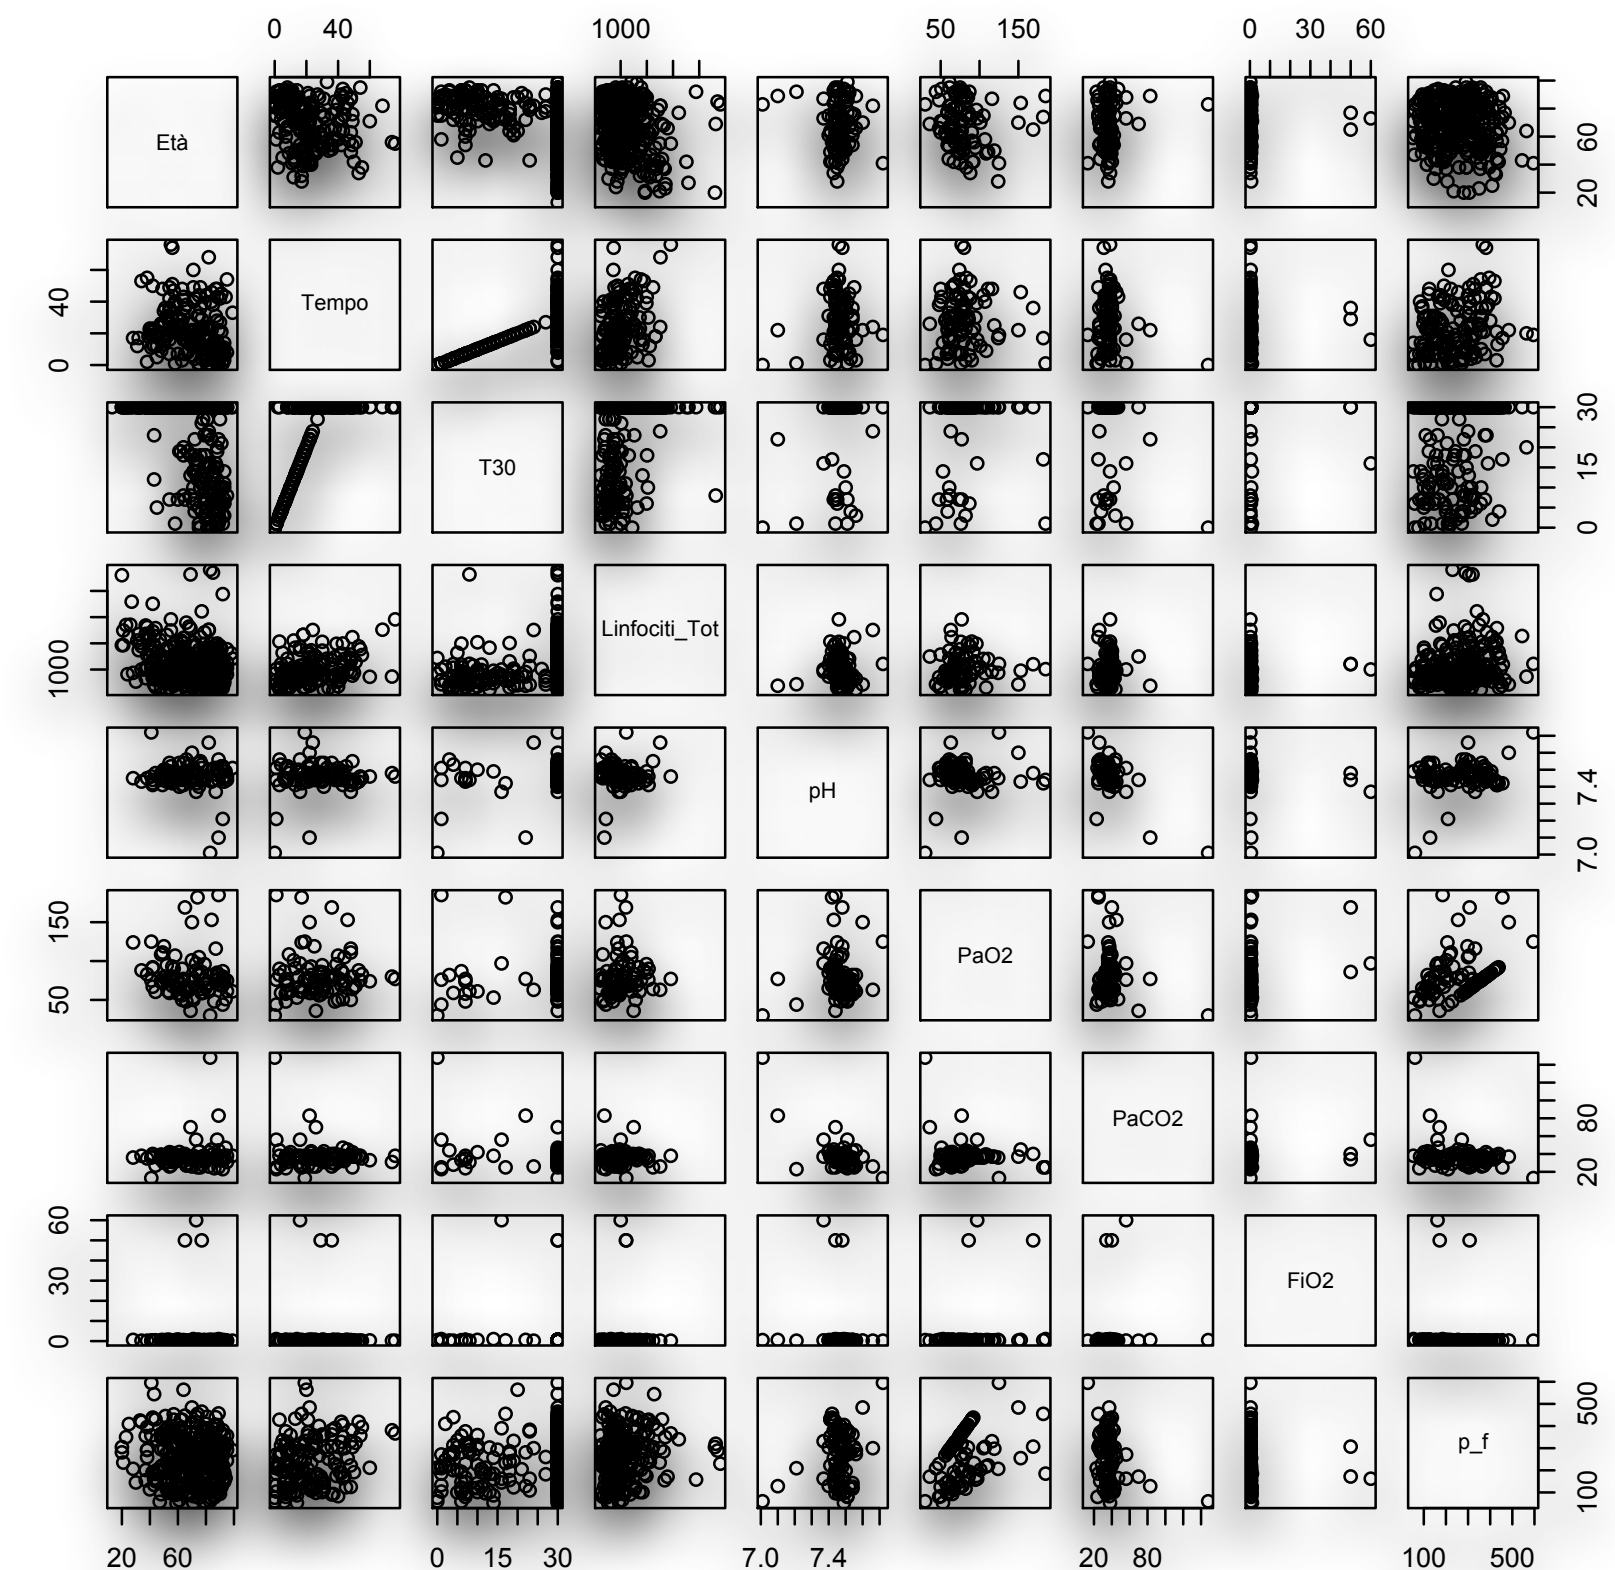 0 40 1000 50 150 0 30 60
Età 20 60
0 40 Tempo
T30 0 15 30
1000 Linfociti_Tot
pH 7.0 7.4
50 150 PaO2
PaCO2 20 80
0 30 60 FiO2
p_f 100 500
20 60 0 15 30 7.0 7.4 20 80 100 500